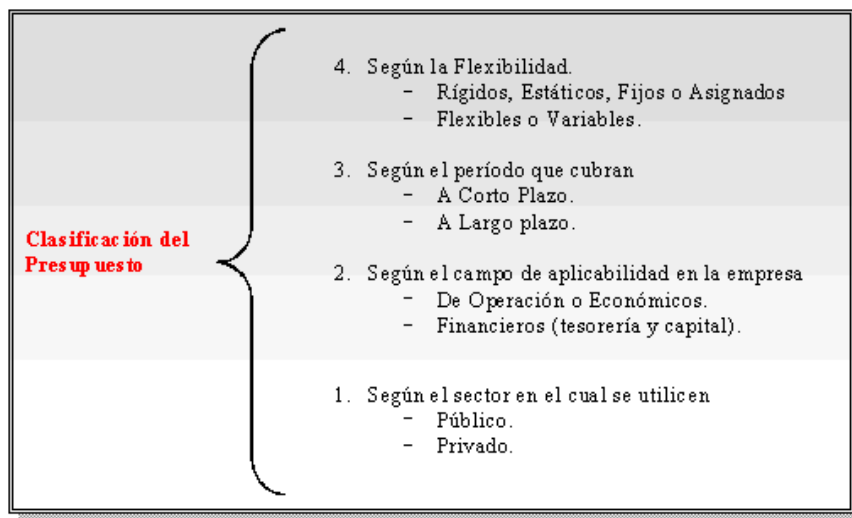 Clasificación del
Presupuesto
4. Según la Flexibilidad.
- Rígidos, Estáticos, Fijos o Asignados
- Flexibles o Variables.
3. Según el período que cubran
- A Corto Plazo.
- A Largo plazo.
2. Según el campo de aplicabilidad en la empresa
- De Operación o Económicos.
- Financieros (tesorería y capital).
1. Según el sector en el cual se utilicen
- Público.
- Privado.